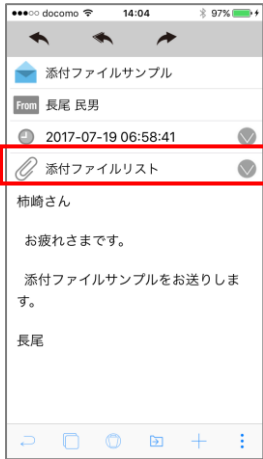 docomo 14:04 97%
添付ファイルサンプル
From 長尾 民男
2017-07-19 06:58:41
添付ファイルリスト
柿崎さん
お疲れさまです。
添付ファイルサンプルをお送りしま
す。
長尾